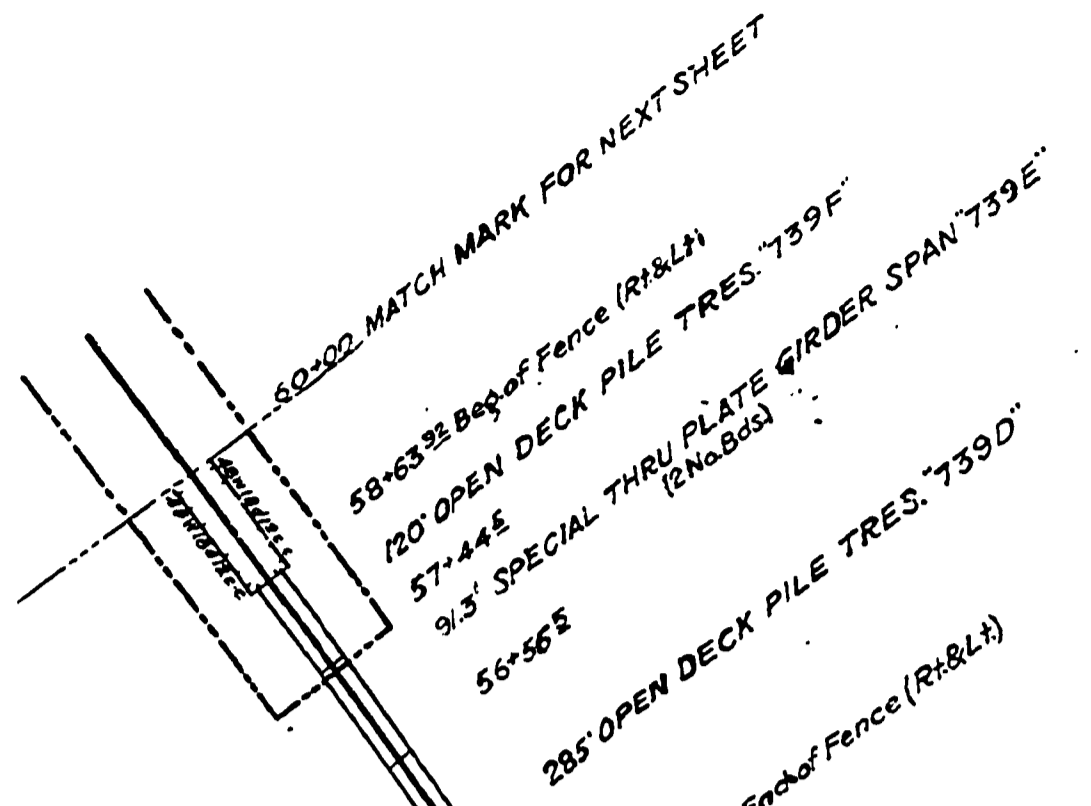 60+00 MATCH MARK FOR NEXT SHEET
58+63 92 Beg. of Fence (Rt.&Lt.)
120' OPEN DECK PILE TRES. "739F"
57+44 5
91.3' SPECIAL THRU PLATE GIRDER SPAN "739E"
(2 No. Bds.)
56+56 5
285' OPEN DECK PILE TRES. "739D"
End of Fence (Rt.&Lt.)